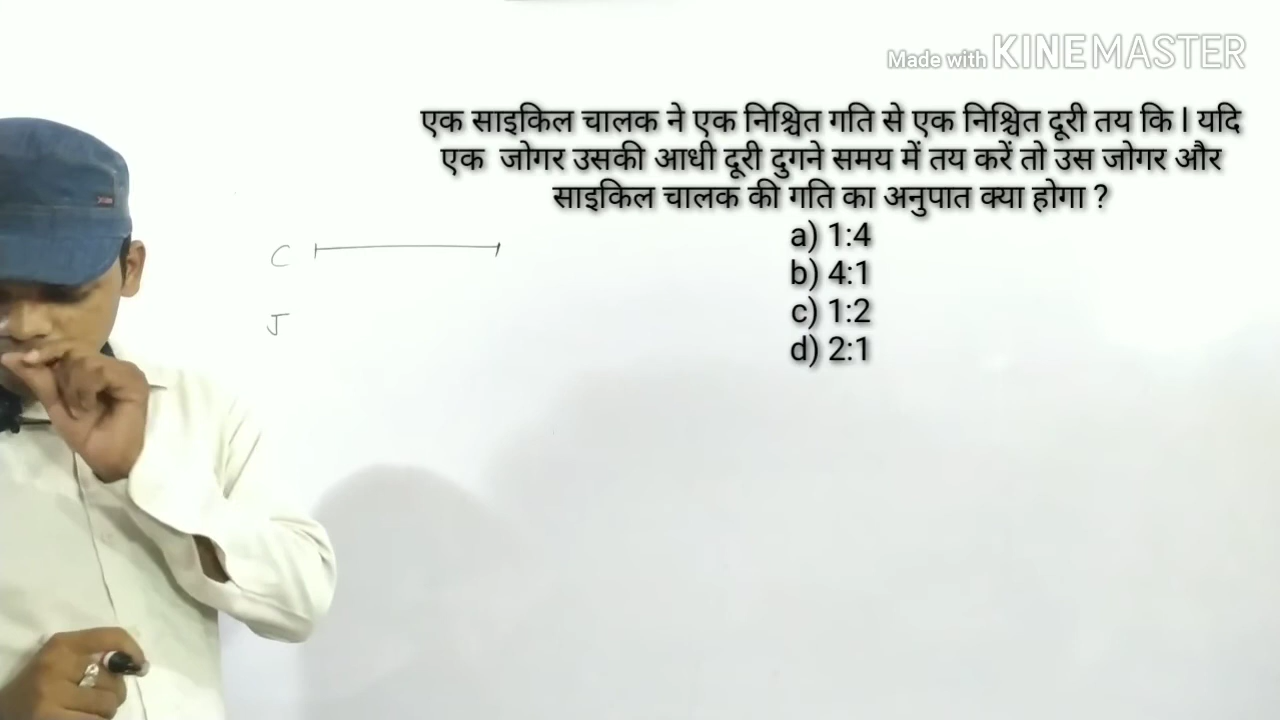 Made with KINEMASTER
एक साइकिल चालक ने एक निश्चित गति से एक निश्चित दूरी तय कि । यदि
एक जोगर उसकी आधी दूरी दुगने समय में तय करें तो उस जोगर और
साइकिल चालक की गति का अनुपात क्या होगा ?
a) 1:4
b) 4:1
c) 1:2
d) 2:1
C
J